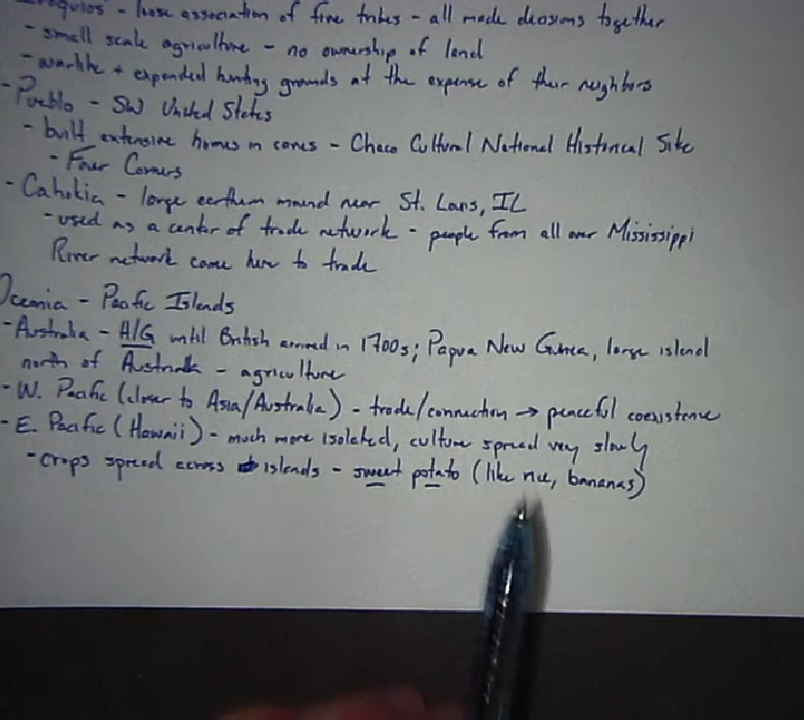 - loose association of five tribes - all made decisions together
- small scale agriculture - no ownership of land
- warlike + expanded hunting grounds at the expense of their neighbors
- Pueblo - SW United States
- built extensive homes in caves - Chaco Cultural National Historical Site
- Four Corners
- Cahokia - large earthen mound near St. Louis, IL
- used as a center of trade network - people from all over Mississippi
River network came here to trade
Oceania - Pacific Islands
- Australia - H/G until British arrived in 1700s; Papua New Guinea, large island
north of Australia - agriculture
- W. Pacific (closer to Asia/Australia) - trade/connection → peaceful coexistence
- E. Pacific (Hawaii) - much more isolated, culture spread very slowly
- crops spread across islands - sweet potato (like rice, bananas)